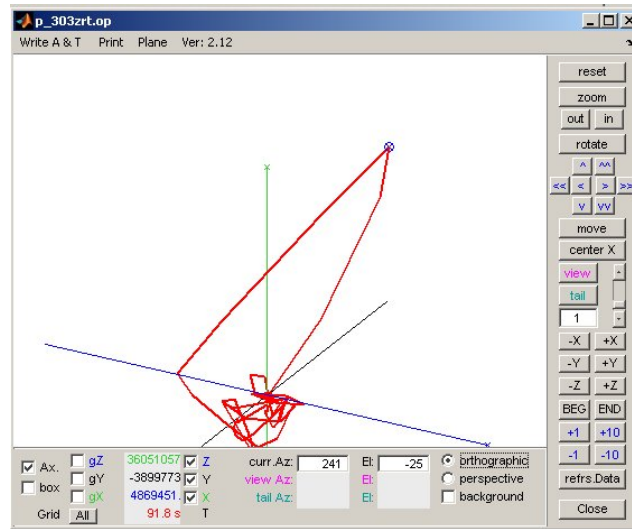 p_303zrt.op
Write A & T Print Plane Ver: 2.12
reset
zoom
out in
rotate
^ ^^
<< < > >>
v vv
move
center X
view
tail
1
-X +X
-Y +Y
-Z +Z
BEG END
+1 +10
-1 -10
refrs.Data
Close
x
x
Ax. gZ 36051057 Z curr.Az: 241 El: -25 orthographic
box gY -3899773 Y view Az: El: perspective
gX 4869451. X tail Az: El: background
Grid All 91.8 s T